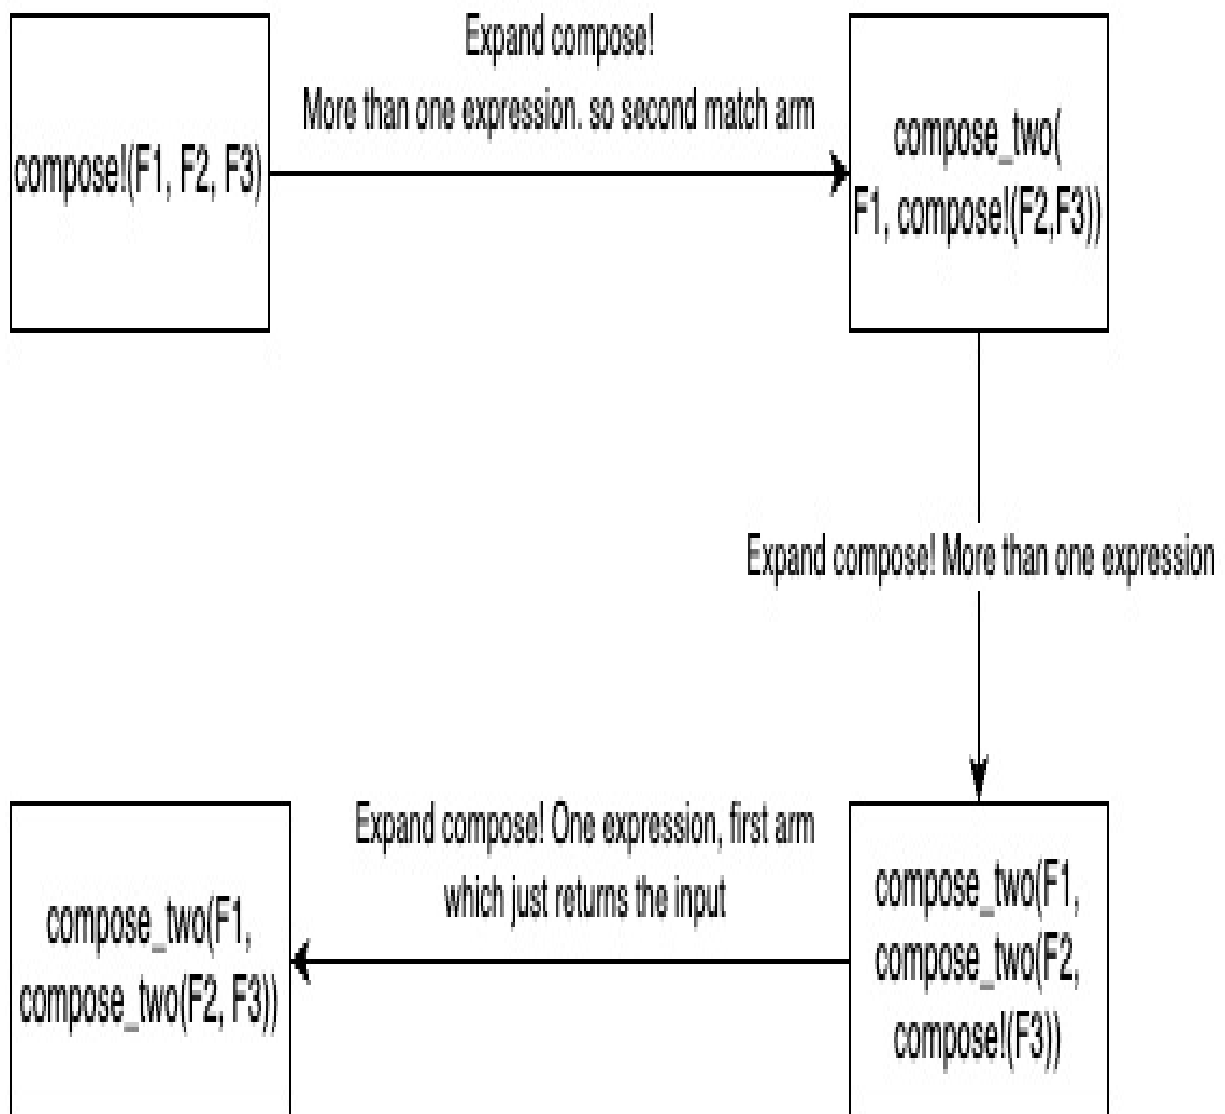 compose!(F1, F2, F3)
Expand compose!
More than one expression. so second match arm
compose_two(
F1, compose!(F2,F3))
Expand compose! More than one expression
compose_two(F1,
compose_two(F2,
compose!(F3))
Expand compose! One expression, first arm
which just returns the input
compose_two(F1,
compose_two(F2, F3))